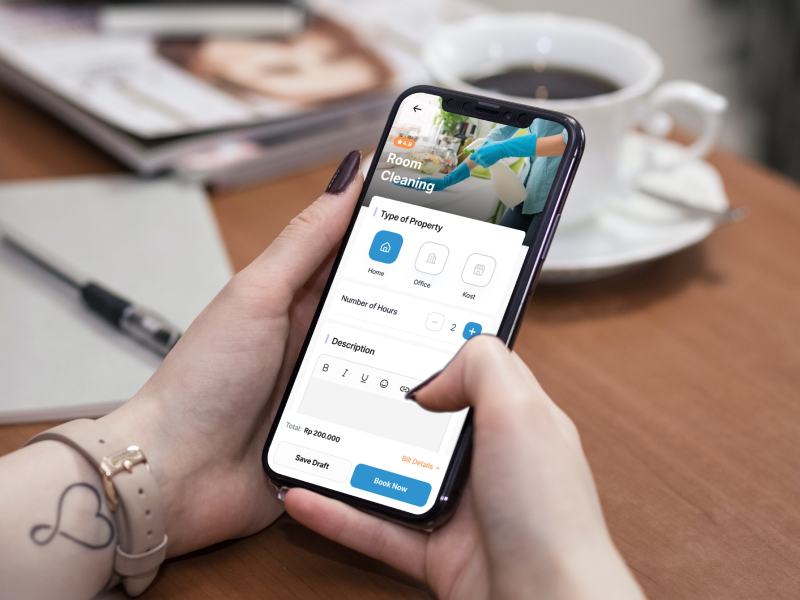 4.8
Room
Cleaning
Type of Property
Home
Office
Kost
Number of Hours
2
Description
B I U
Total: Rp 200.000
Bill Details
Save Draft
Book Now